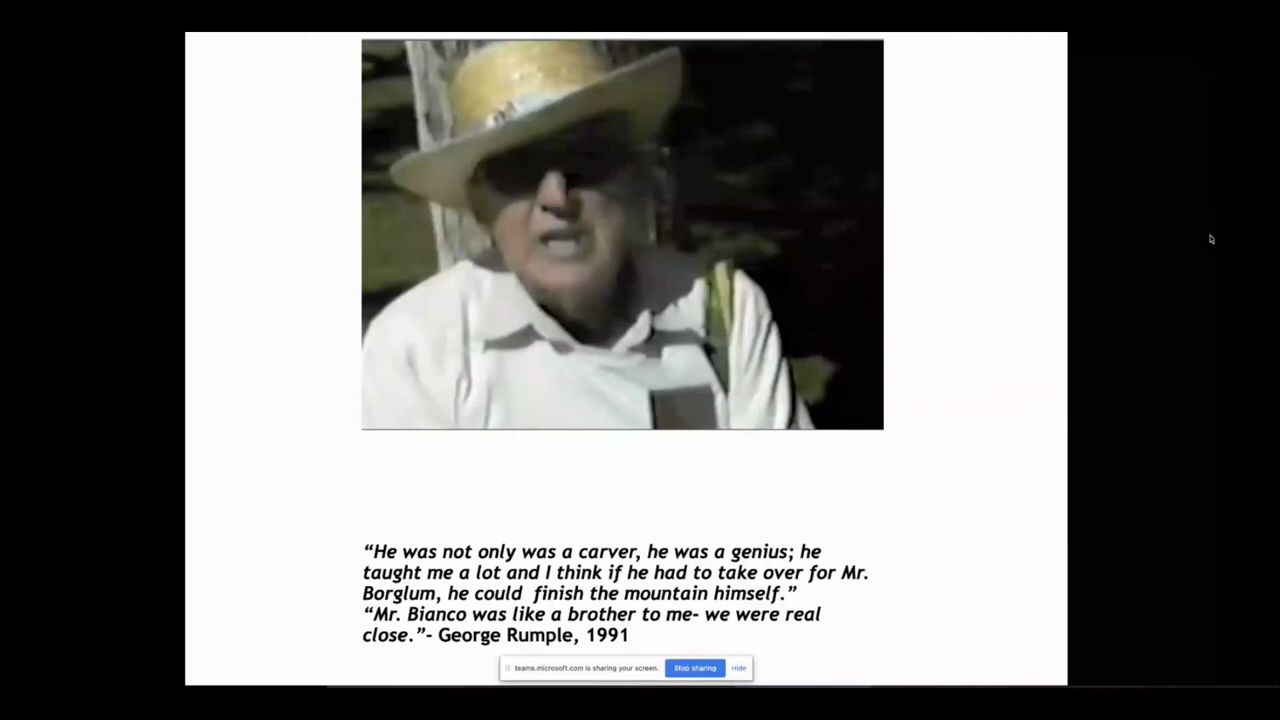 “He was not only was a carver, he was a genius; he
taught me a lot and I think if he had to take over for Mr.
Borglum, he could finish the mountain himself.”
“Mr. Bianco was like a brother to me- we were real
close.”- George Rumple, 1991
teams.microsoft.com is sharing your screen. Stop sharing Hide